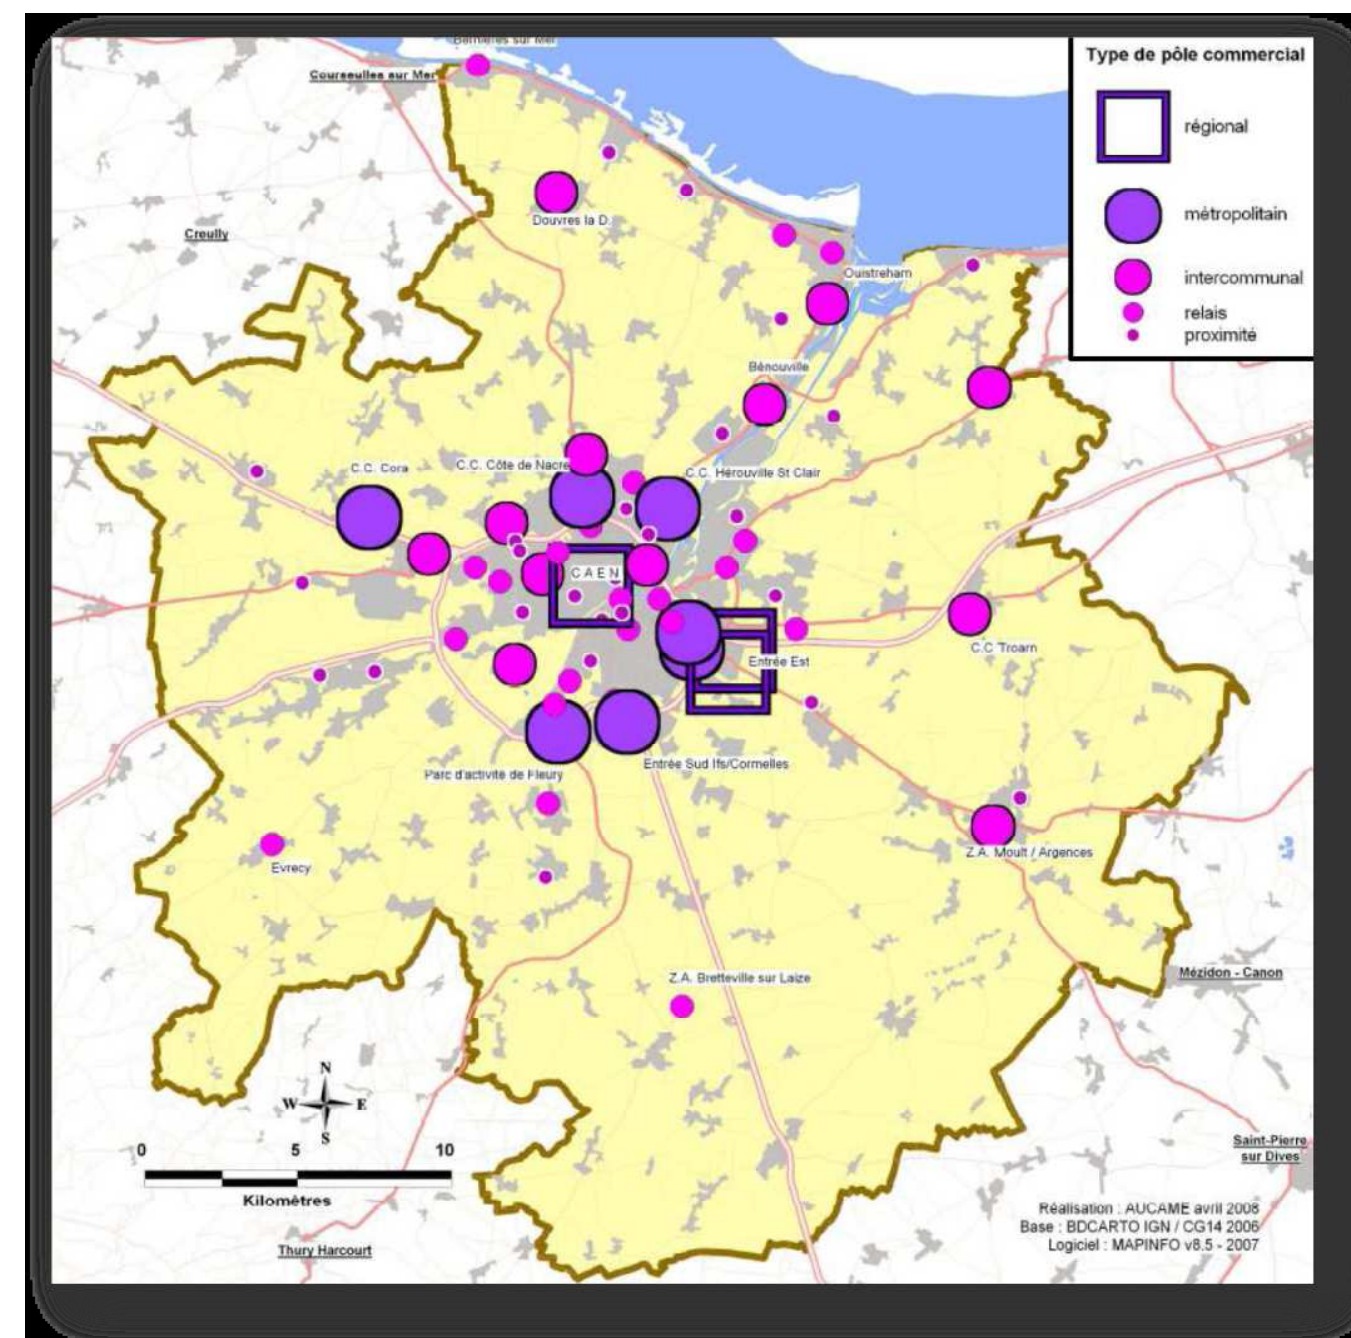 Bernières sur Mer
Courseulles sur Mer
Type de pôle commercial
régional
métropolitain
intercommunal
relais
proximité
Douvres la D.
Creully
Ouistreham
Bénouville
C.C. Cora
C.C. Côte de Nacre
C.C. Hérouville St Clair
CAEN
Entrée Est
C.C Troarn
Entrée Sud Ifs/Cormelles
Parc d'activité de Fleury
Z.A. Moult / Argences
Evrecy
Z.A. Bretteville sur Laize
Mézidon - Canon
N
W E
S
0 5 10
Kilomètres
Saint-Pierre
sur Dives
Réalisation : AUCAME avril 2008
Base : BDCARTO IGN / CG14 2006
Logiciel : MAPINFO v8.5 - 2007
Thury Harcourt